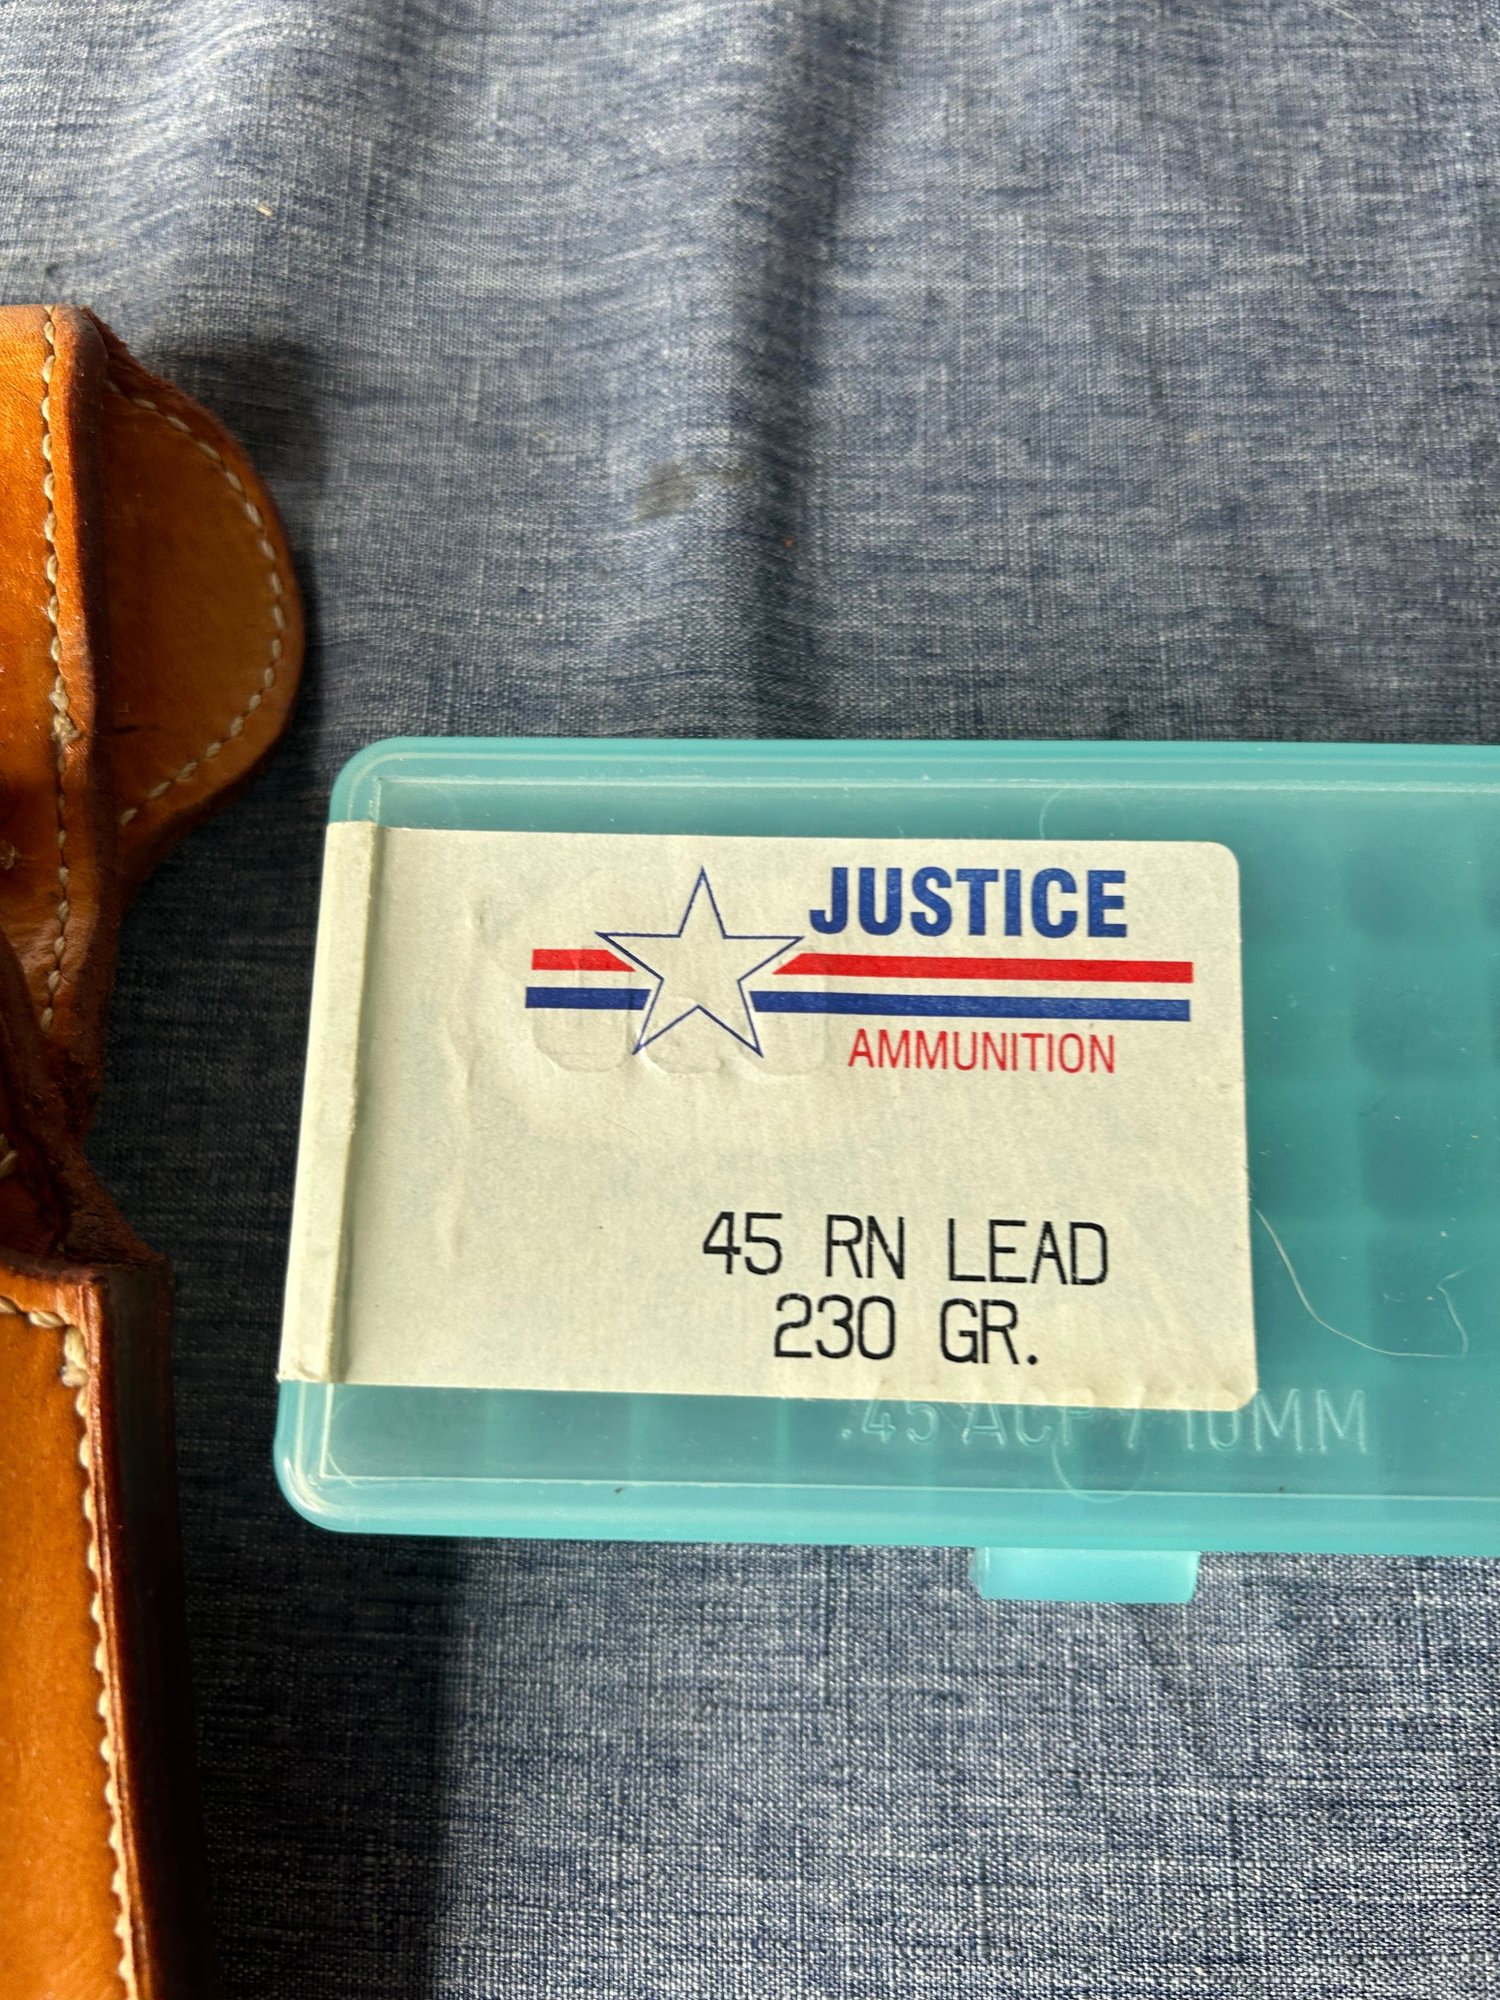 JUSTICE
AMMUNITION
45 RN LEAD
230 GR.
.45 ACP / 10MM